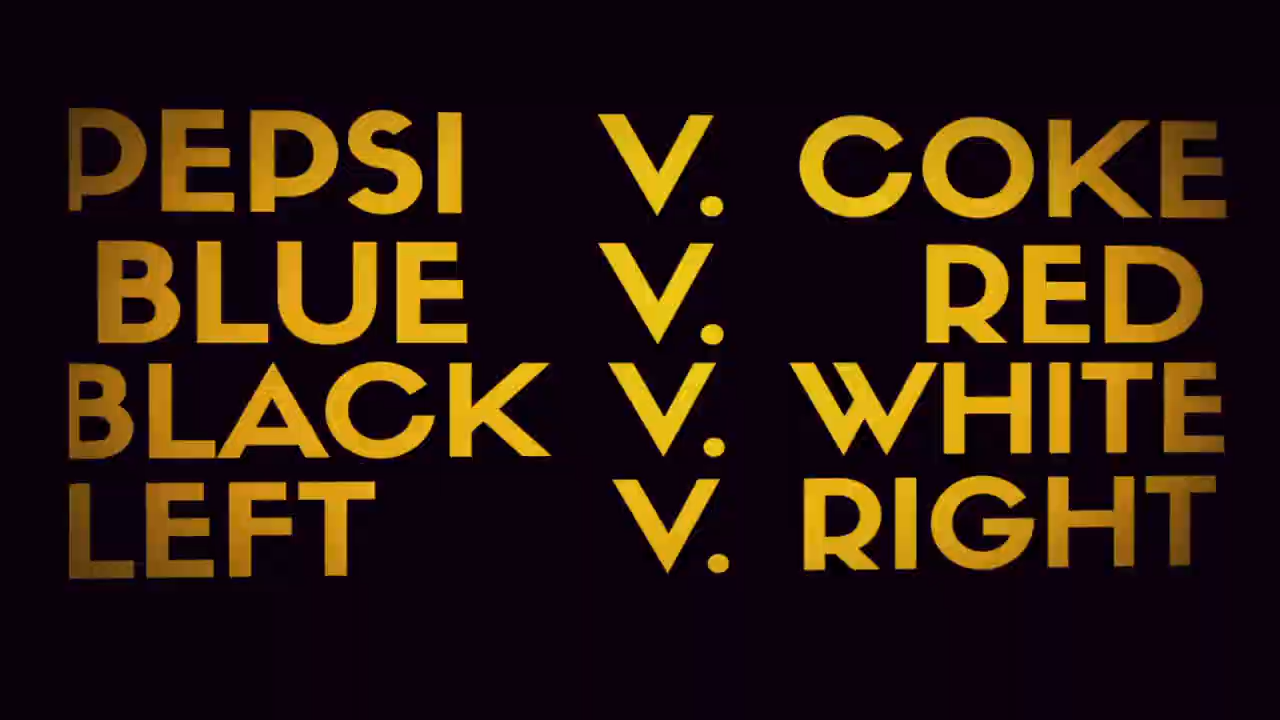 PEPSI V. COKE
BLUE V. RED
BLACK V. WHITE
LEFT V. RIGHT